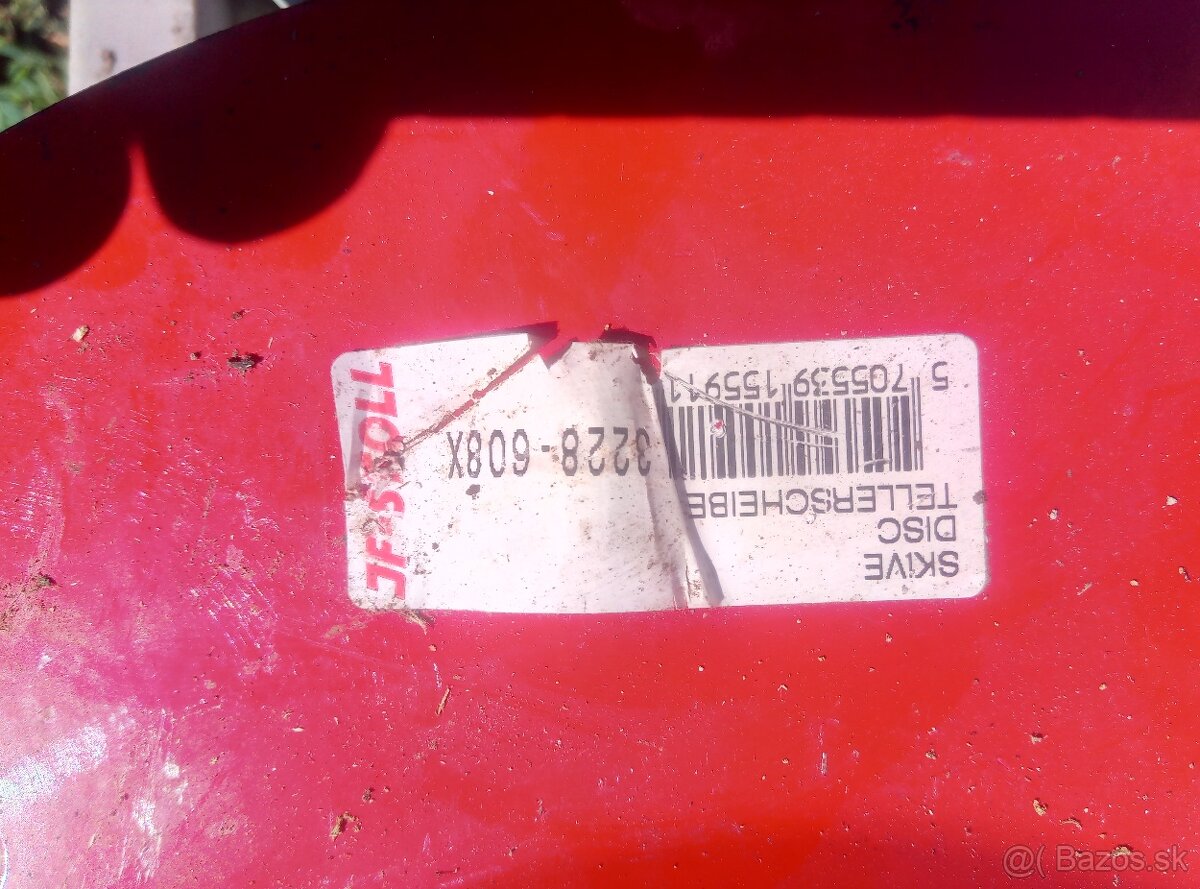 SKIVE
DISC
TELLERSCHEIBE
5 705539 155911
3228-608X
JF-STOLL
@( Bazos.sk